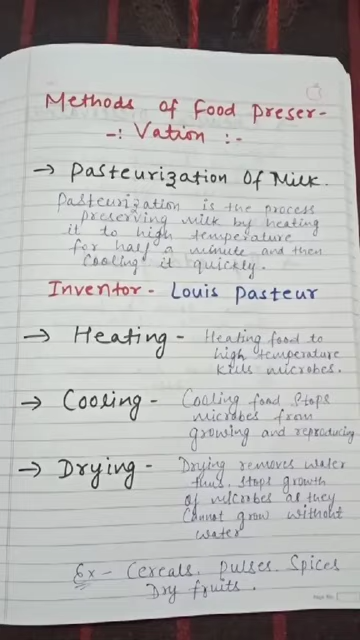 Methods of Food Preser-
-: Vation :-
→ Pasteurization Of Milk.
Pasteurization is the process
preserving milk by heating
it to high temperature
for half a minute and then
Cooling it quickly.
Inventor - Louis Pasteur
→ Heating - Heating food to
high temperature
kills microbes.
→ Cooling - Cooling food stops
microbes from
growing and reproducing
→ Drying - Drying removes water
thus stops growth
of microbes as they
Cannot grow without
water
Ex - Cereals, Pulses, Spices
Dry fruits.